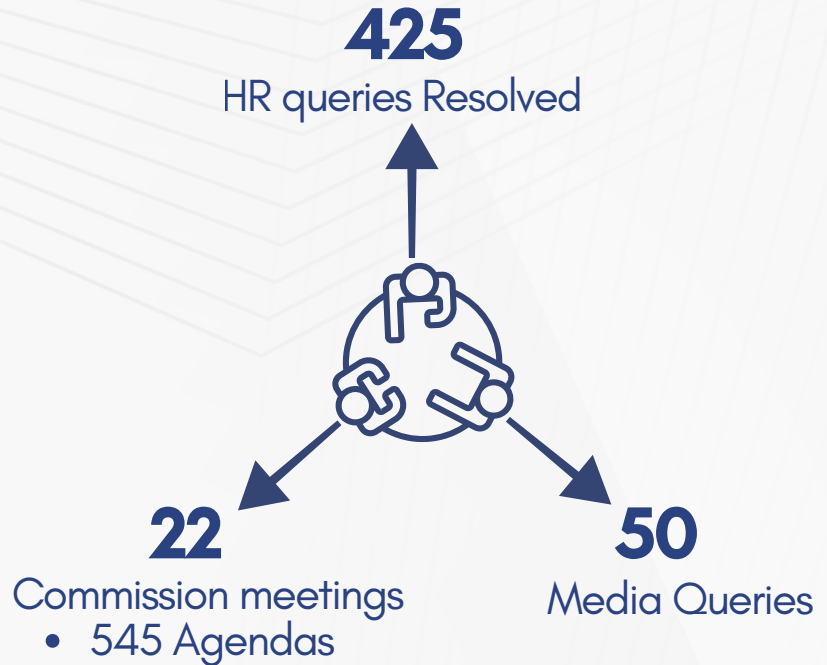 425
HR queries Resolved
22
Commission meetings
• 545 Agendas
50
Media Queries